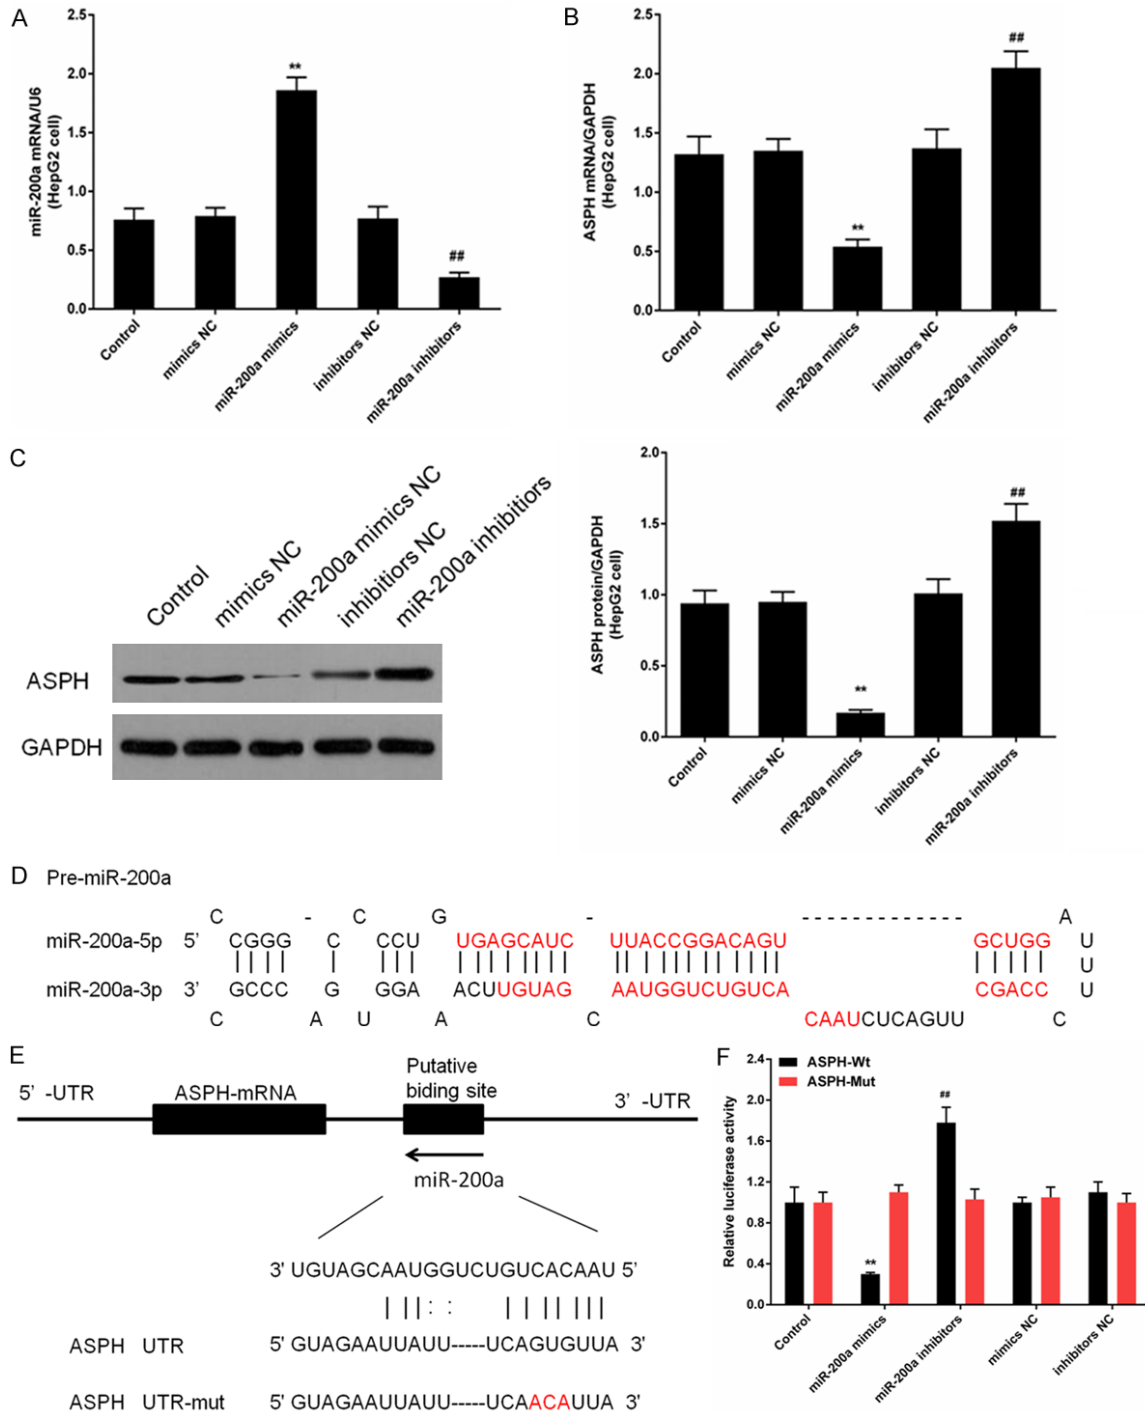 A
miR-200a mRNA/U6
(HepG2 cell)
2.5
2.0
1.5
1.0
0.5
0.0
**
##
Control
mimics NC
miR-200a mimics
inhibitors NC
miR-200a inhibitors
B
ASPH mRNA/GAPDH
(HepG2 cell)
2.5
2.0
1.5
1.0
0.5
0.0
**
##
Control
mimics NC
miR-200a mimics
inhibitors NC
miR-200a inhibitors
C
Control
mimics NC
miR-200a mimics NC
inhibitiors NC
miR-200a inhibitiors
ASPH
GAPDH
ASPH protein/GAPDH
(HepG2 cell)
2.0
1.5
1.0
0.5
0.0
**
##
Control
mimics NC
miR-200a mimics
inhibitors NC
miR-200a inhibitors
D Pre-miR-200a
C - C G - ------------- A
miR-200a-5p 5' CGGG C CCU UGAGCAUC UUACCGGACAGU GCUGG U
U
miR-200a-3p 3' GCCC G GGA ACUUGUAG AAUGGUCUGUCA CGACC U
C A U A C CAAUCUCAGUU C
E
5' -UTR
ASPH-mRNA
Putative
biding site
3' -UTR
miR-200a
3' UGUAGCAAUGGUCUGUCACAAU 5'
| | | : : | | | | | | |
ASPH UTR 5' GUAGAAUUAUU-----UCAGUGUUA 3'
ASPH UTR-mut 5' GUAGAAUUAUU-----UCAACAUUA 3'
F
ASPH-Wt
ASPH-Mut
Relative luciferase activity
2.4
2.0
1.6
1.2
0.8
0.4
0.0
**
##
Control
miR-200a mimics
miR-200a inhibitors
mimics NC
inhibitors NC